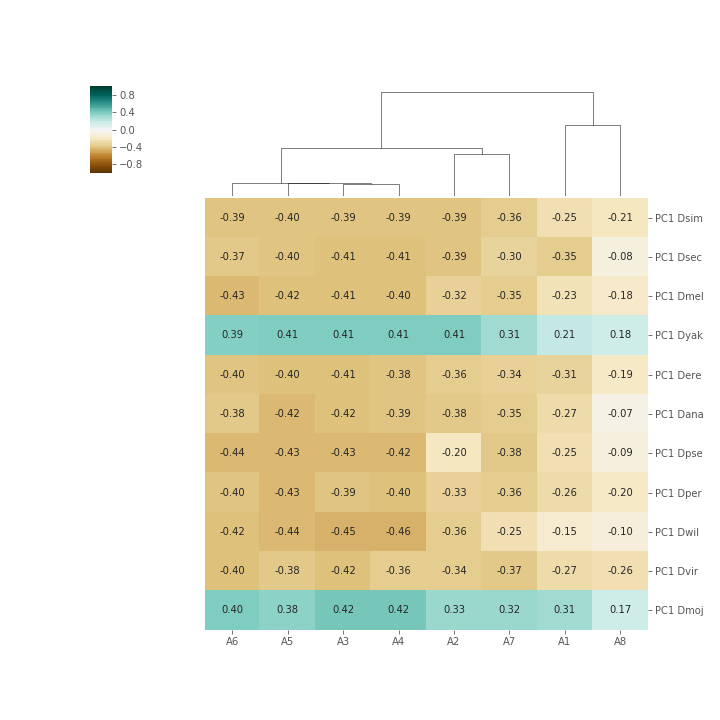 0.8
0.4
0.0
−0.4
−0.8
-0.39 -0.40 -0.39 -0.39 -0.39 -0.36 -0.25 -0.21 PC1 Dsim
-0.37 -0.40 -0.41 -0.41 -0.39 -0.30 -0.35 -0.08 PC1 Dsec
-0.43 -0.42 -0.41 -0.40 -0.32 -0.35 -0.23 -0.18 PC1 Dmel
0.39 0.41 0.41 0.41 0.41 0.31 0.21 0.18 PC1 Dyak
-0.40 -0.40 -0.41 -0.38 -0.36 -0.34 -0.31 -0.19 PC1 Dere
-0.38 -0.42 -0.42 -0.39 -0.38 -0.35 -0.27 -0.07 PC1 Dana
-0.44 -0.43 -0.43 -0.42 -0.20 -0.38 -0.25 -0.09 PC1 Dpse
-0.40 -0.43 -0.39 -0.40 -0.33 -0.36 -0.26 -0.20 PC1 Dper
-0.42 -0.44 -0.45 -0.46 -0.36 -0.25 -0.15 -0.10 PC1 Dwil
-0.40 -0.38 -0.42 -0.36 -0.34 -0.37 -0.27 -0.26 PC1 Dvir
0.40 0.38 0.42 0.42 0.33 0.32 0.31 0.17 PC1 Dmoj
A6 A5 A3 A4 A2 A7 A1 A8